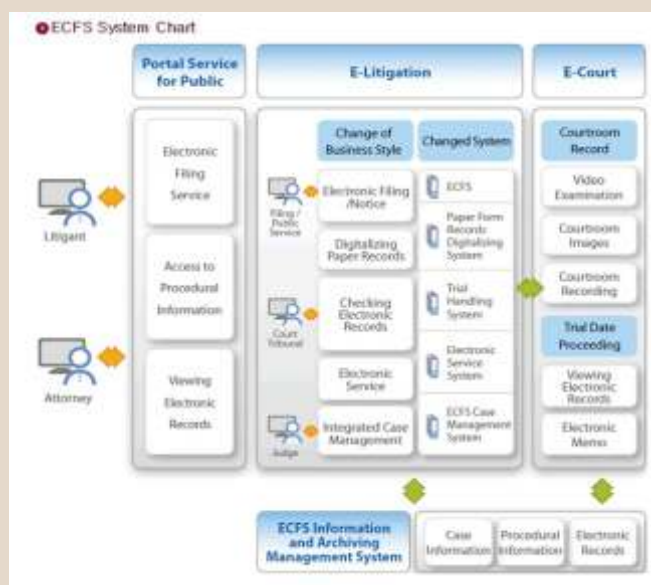 ECFS System Chart
Portal Service
for Public
E-Litigation
E-Court
Litigant
Attorney
Electronic
Filing
Service
Access to
Procedural
Information
Viewing
Electronic
Records
Filing /
Public
Service
Court
Tribunal
Judge
Change of
Business Style
Electronic Filing
/Notice
Digitalizing
Paper Records
Checking
Electronic
Records
Electronic
Service
Integrated Case
Management
Changed System
ECFS
Paper Form
Records
Digitalizing
System
Trial
Handling
System
Electronic
Service
System
ECFS Case
Management
System
Courtroom
Record
Video
Examination
Courtroom
Images
Courtroom
Recording
Trial Date
Proceeding
Viewing
Electronic
Records
Electronic
Memo
ECFS Information
and Archiving
Management System
Case
Information
Procedural
Information
Electronic
Records